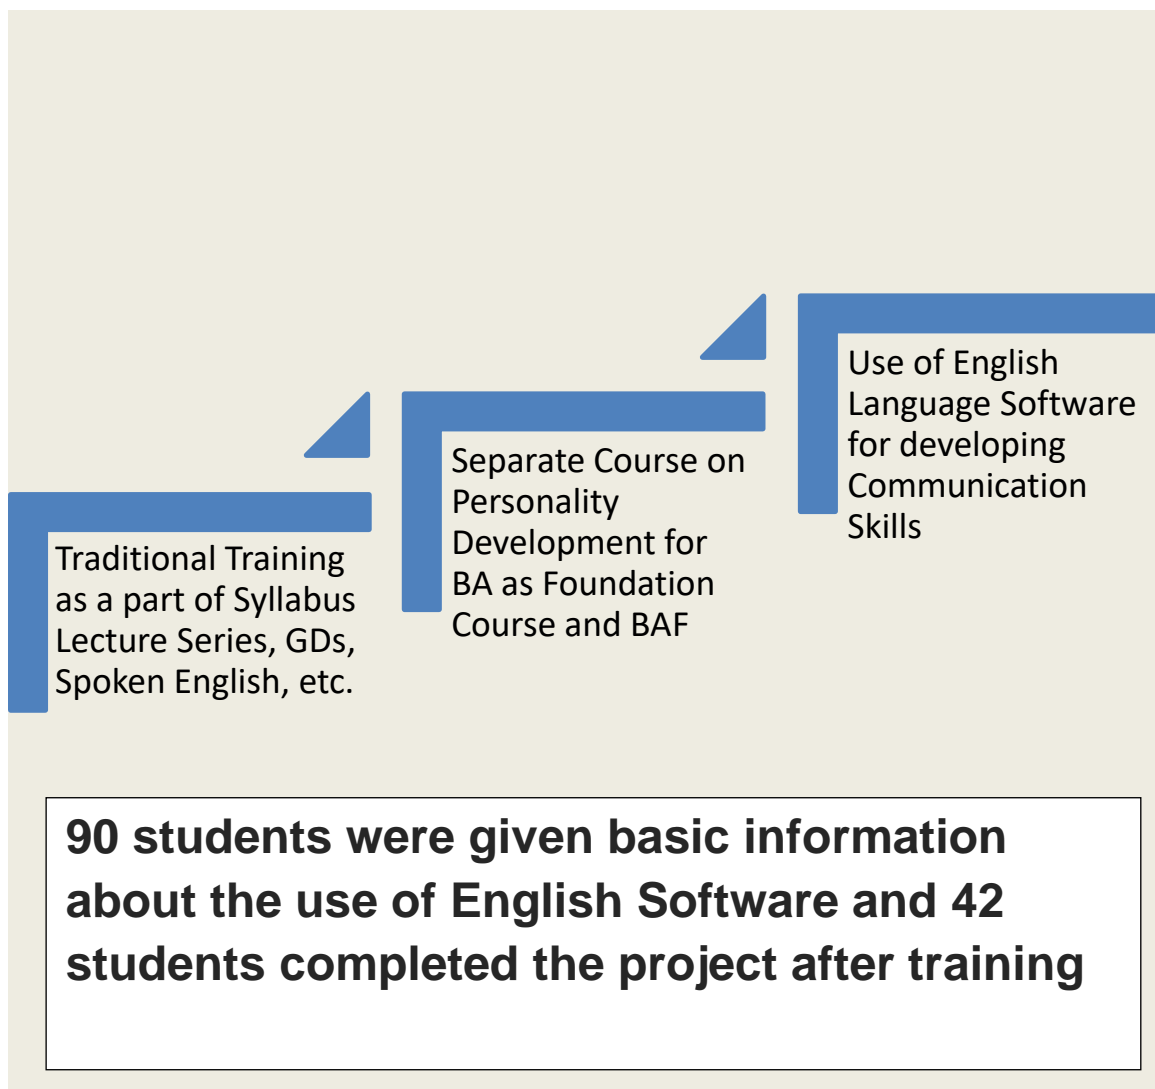 Traditional Training
as a part of Syllabus
Lecture Series, GDs,
Spoken English, etc.
Separate Course on
Personality
Development for
BA as Foundation
Course and BAF
Use of English
Language Software
for developing
Communication
Skills
90 students were given basic information
about the use of English Software and 42
students completed the project after training